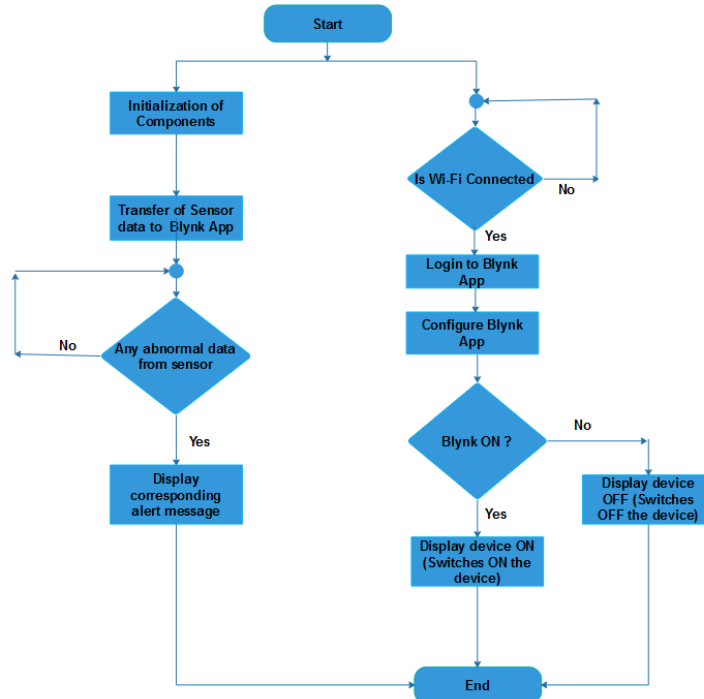 Start
Initialization of
Components
Transfer of Sensor
data to Blynk App
Any abnormal data
from sensor
No
Yes
Display
corresponding
alert message
Is Wi-Fi Connected
No
Yes
Login to Blynk
App
Configure Blynk
App
Blynk ON ?
No
Yes
Display device ON
(Switches ON the
device)
Display device
OFF (Switches
OFF the device)
End